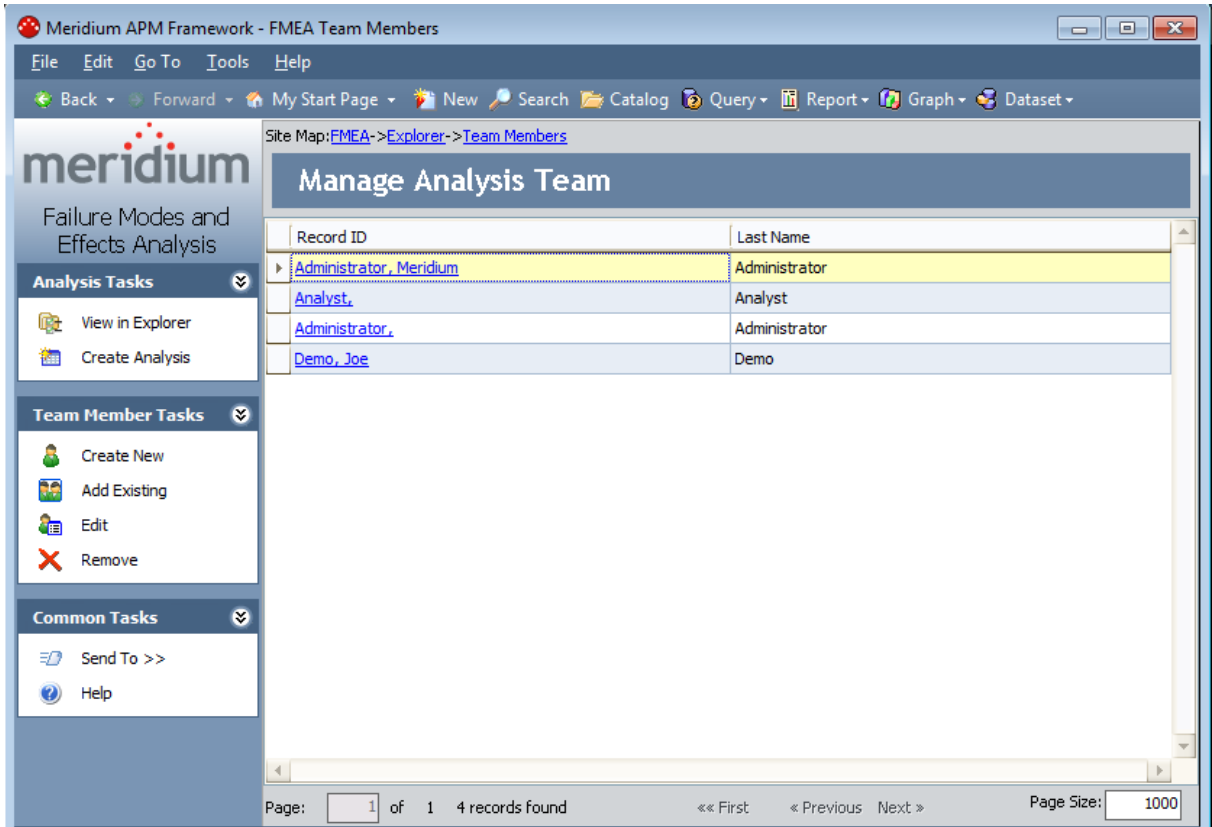 Meridium APM Framework - FMEA Team Members
File Edit Go To Tools Help
Back Forward My Start Page New Search Catalog Query Report Graph Dataset
meridium
Failure Modes and
Effects Analysis
Analysis Tasks
View in Explorer
Create Analysis
Team Member Tasks
Create New
Add Existing
Edit
Remove
Common Tasks
Send To >>
Help
Site Map:FMEA->Explorer->Team Members
Manage Analysis Team
Record ID Last Name
Administrator, Meridium Administrator
Analyst, Analyst
Administrator, Administrator
Demo, Joe Demo
Page: 1 of 1 4 records found «« First « Previous Next » Page Size: 1000